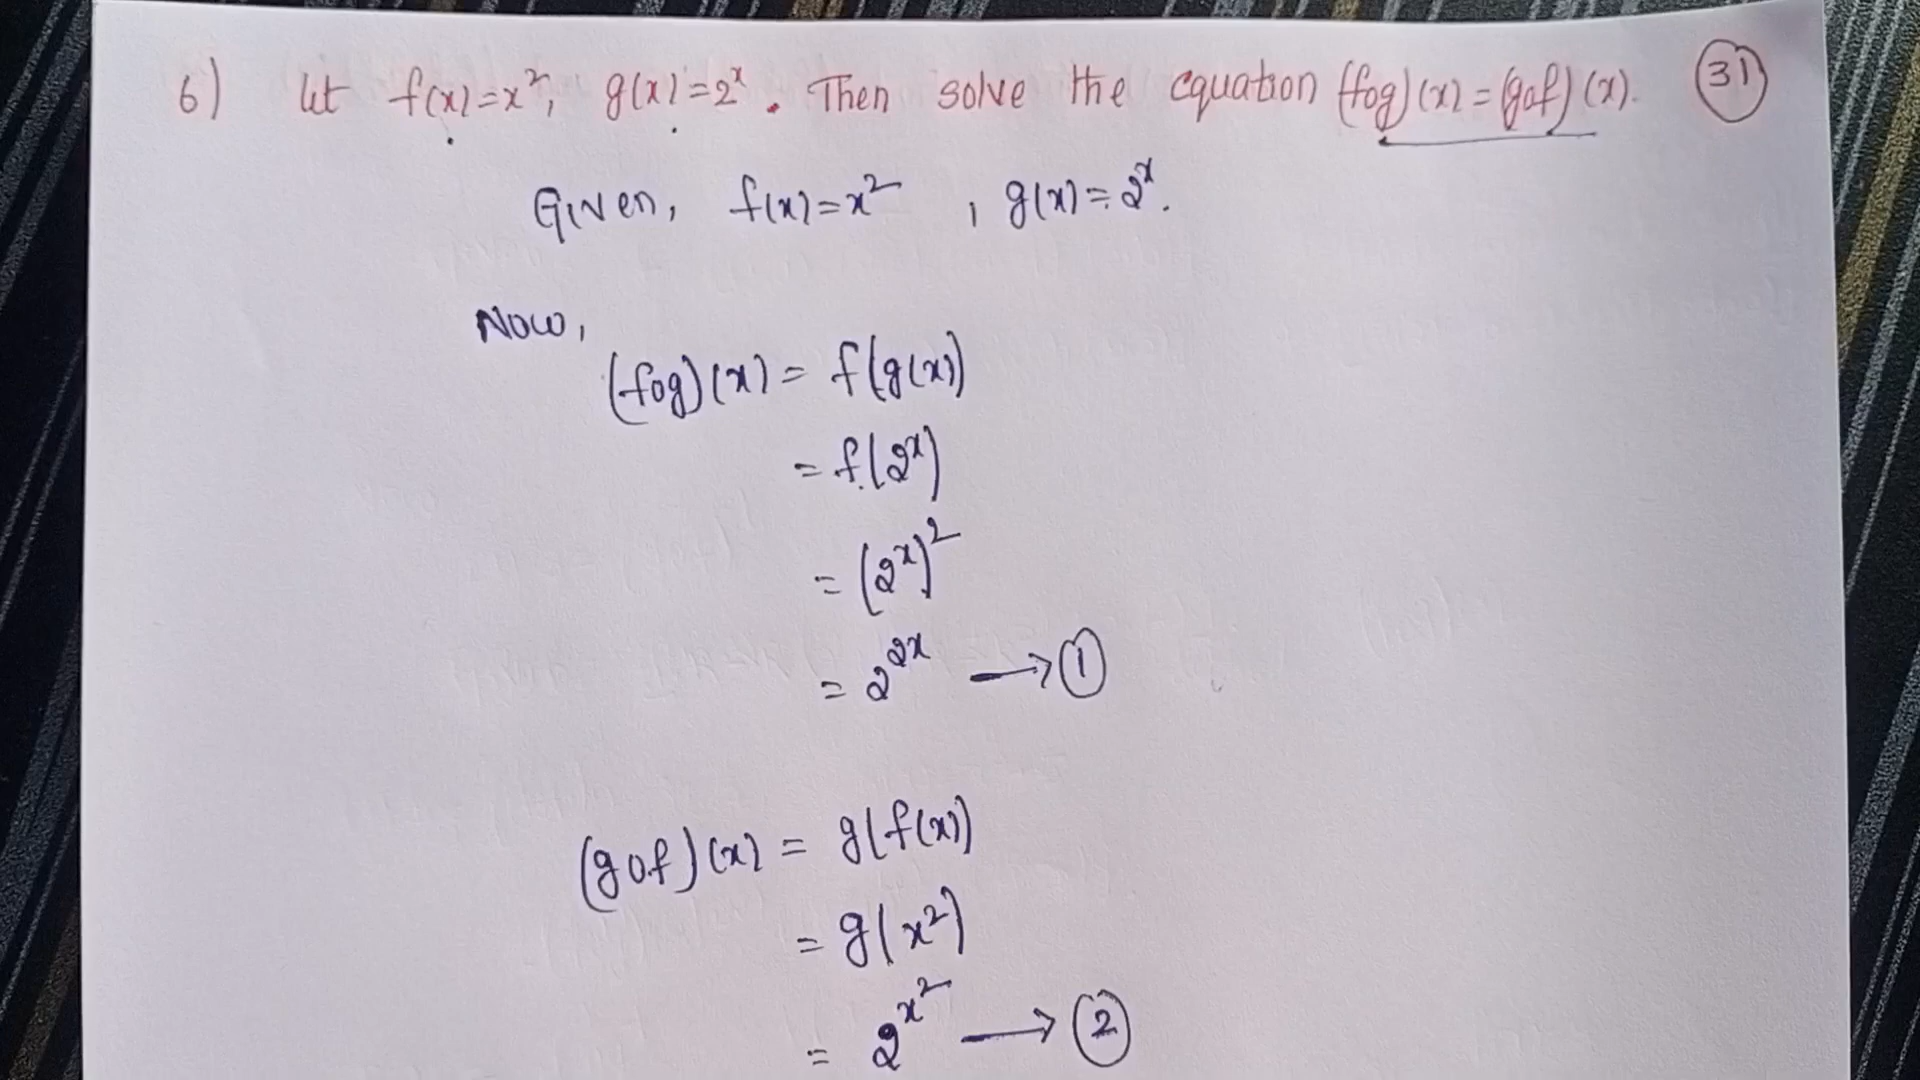 6) let f(x)=x², g(x)=2ˣ. Then solve the equation (fog)(x)=(gof)(x). 31
Given, f(x)=x², g(x)=2ˣ.
Now,
(fog)(x) = f(g(x))
= f(2ˣ)
= (2ˣ)²
= 2²ˣ → 1
(gof)(x) = g(f(x))
= g(x²)
= 2^x² → 2